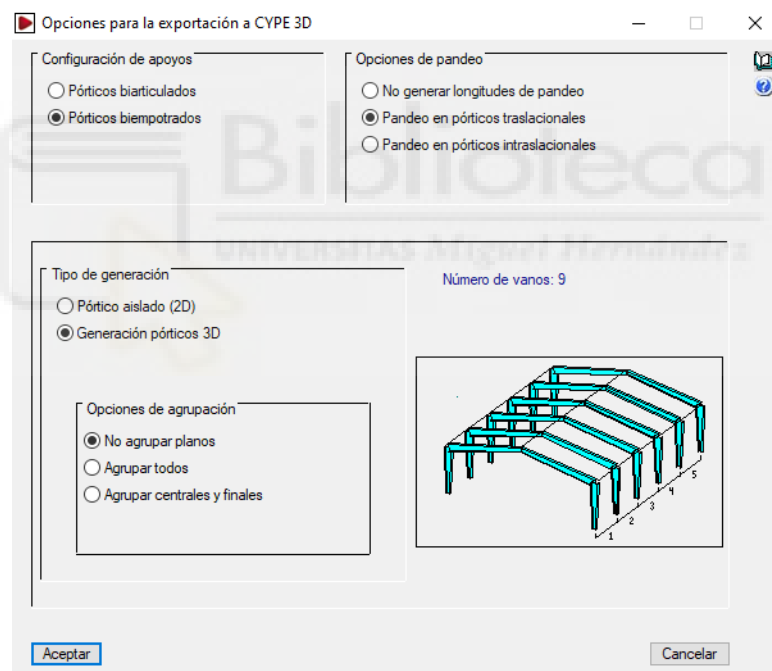 Opciones para la exportación a CYPE 3D
Configuración de apoyos
Pórticos biarticulados
Pórticos biempotrados
Opciones de pandeo
No generar longitudes de pandeo
Pandeo en pórticos traslacionales
Pandeo en pórticos intraslacionales
Biblioteca
UNIVERSITAS Miguel Hernández
Tipo de generación
Pórtico aislado (2D)
Generación pórticos 3D
Opciones de agrupación
No agrupar planos
Agrupar todos
Agrupar centrales y finales
Número de vanos: 9
1
2
3
4
5
Aceptar
Cancelar